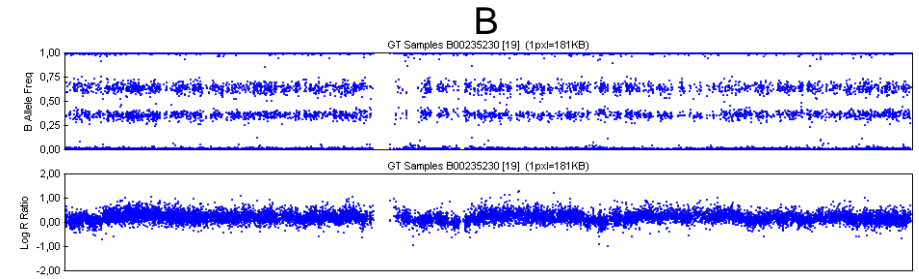 B
GT Samples B00235230 [19] (1pxl=181KB)
B Allele Freq
1,00
0,75
0,50
0,25
0,00
GT Samples B00235230 [19] (1pxl=181KB)
Log R Ratio
2,00
1,00
0,00
-1,00
-2,00